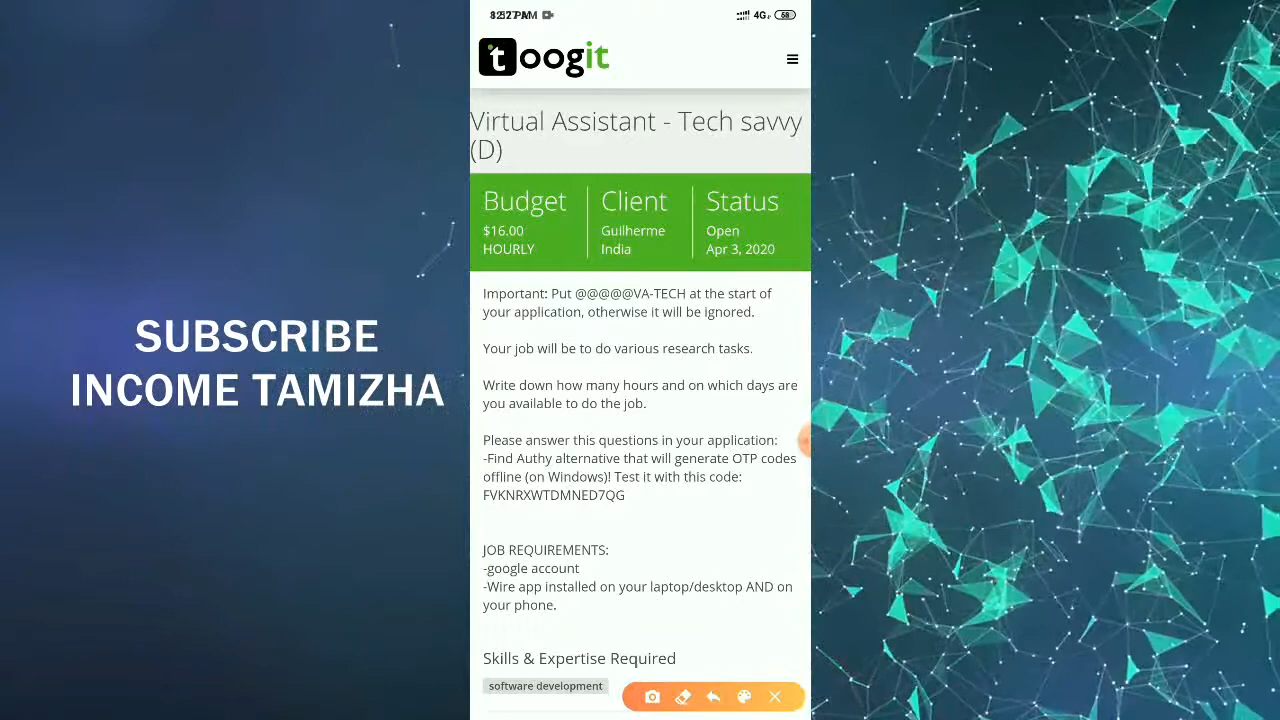 SUBSCRIBE
INCOME TAMIZHA
4G+ 58
toogit
Virtual Assistant - Tech savvy
(D)
Budget
$16.00
HOURLY
Client
Guilherme
India
Status
Open
Apr 3, 2020
Important: Put @@@@@VA-TECH at the start of
your application, otherwise it will be ignored.
Your job will be to do various research tasks.
Write down how many hours and on which days are
you available to do the job.
Please answer this questions in your application:
-Find Authy alternative that will generate OTP codes
offline (on Windows)! Test it with this code:
FVKNRXWTDMNED7QG
JOB REQUIREMENTS:
-google account
-Wire app installed on your laptop/desktop AND on
your phone.
Skills & Expertise Required
software development